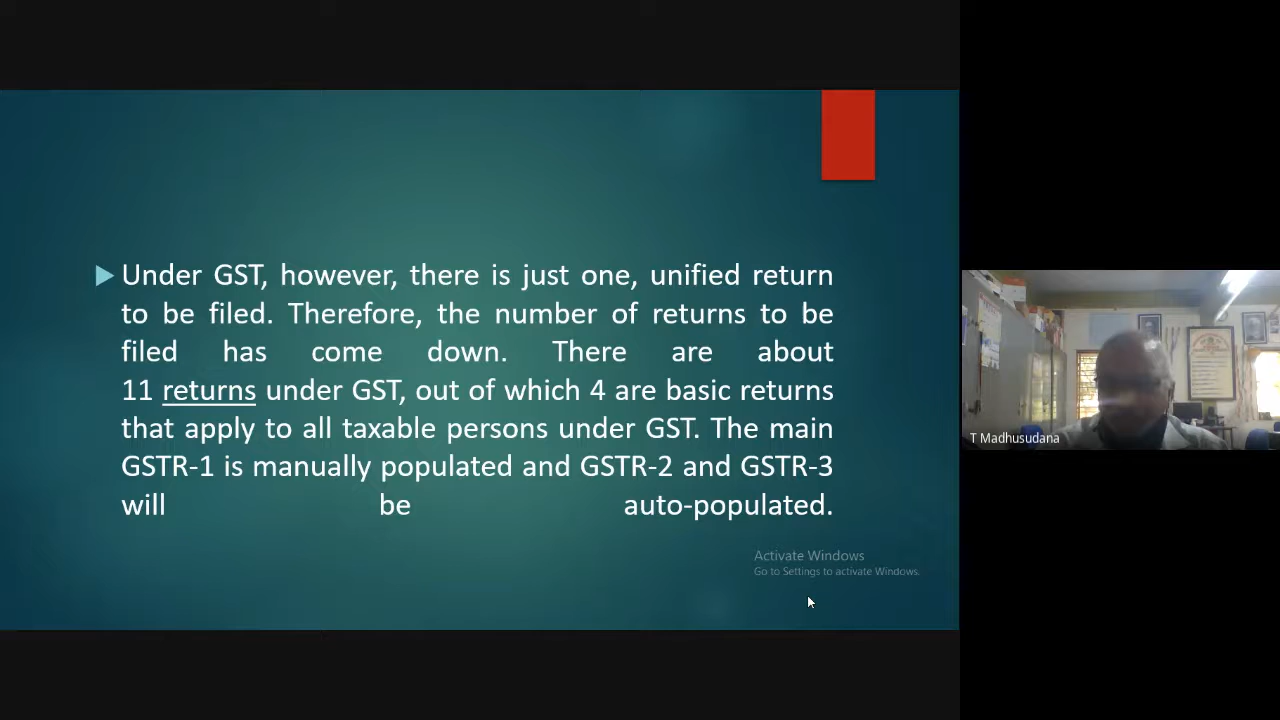 Under GST, however, there is just one, unified return
to be filed. Therefore, the number of returns to be
filed has come down. There are about
11 returns under GST, out of which 4 are basic returns
that apply to all taxable persons under GST. The main
GSTR-1 is manually populated and GSTR-2 and GSTR-3
will be auto-populated.
Activate Windows
Go to Settings to activate Windows.
T Madhusudana